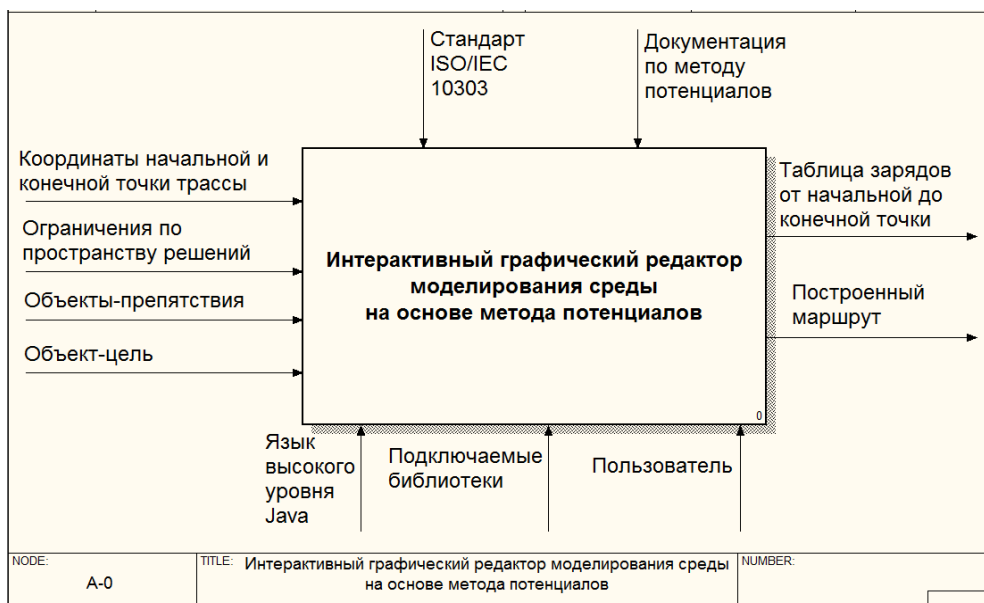 Стандарт
ISO/IEC
10303
Документация
по методу
потенциалов
Координаты начальной и
конечной точки трассы
Ограничения по
пространству решений
Объекты-препятствия
Объект-цель
Интерактивный графический редактор
моделирования среды
на основе метода потенциалов
0
Таблица зарядов
от начальной до
конечной точки
Построенный
маршрут
Язык
высокого
уровня
Java
Подключаемые
библиотеки
Пользователь
NODE:
A-0
TITLE:
Интерактивный графический редактор моделирования среды
на основе метода потенциалов
NUMBER: